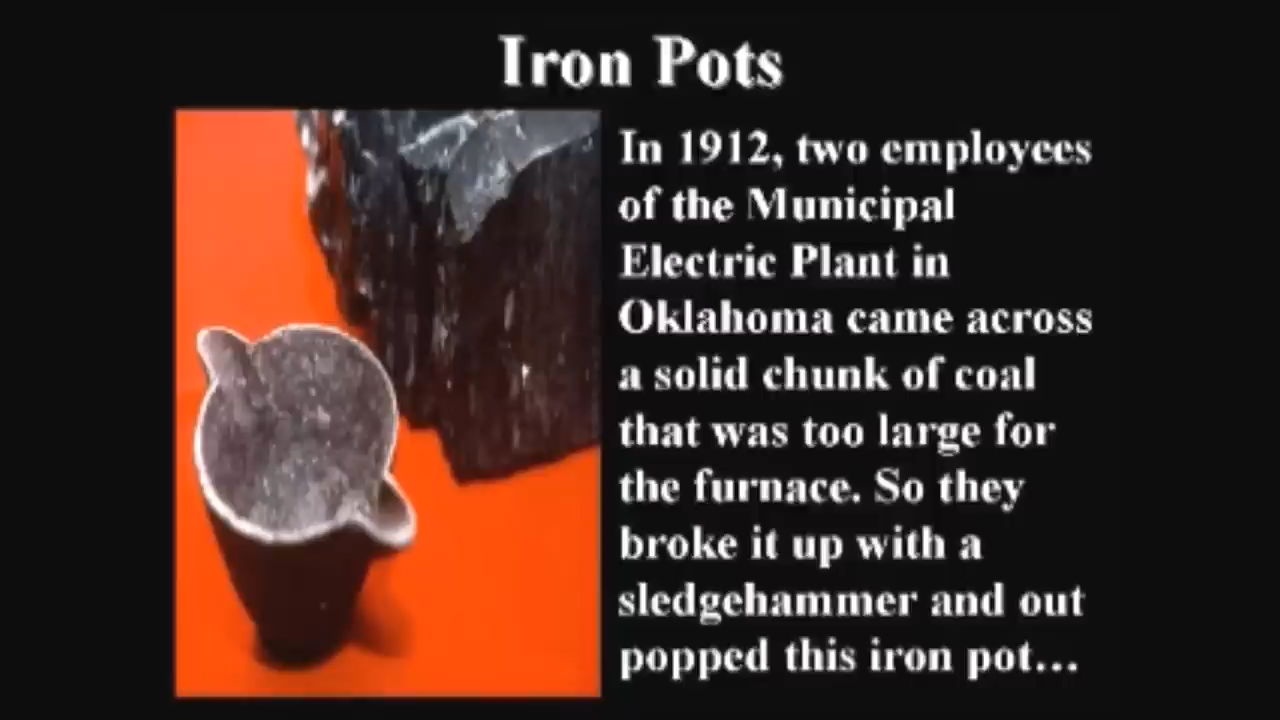 Iron Pots
In 1912, two employees
of the Municipal
Electric Plant in
Oklahoma came across
a solid chunk of coal
that was too large for
the furnace. So they
broke it up with a
sledgehammer and out
popped this iron pot...